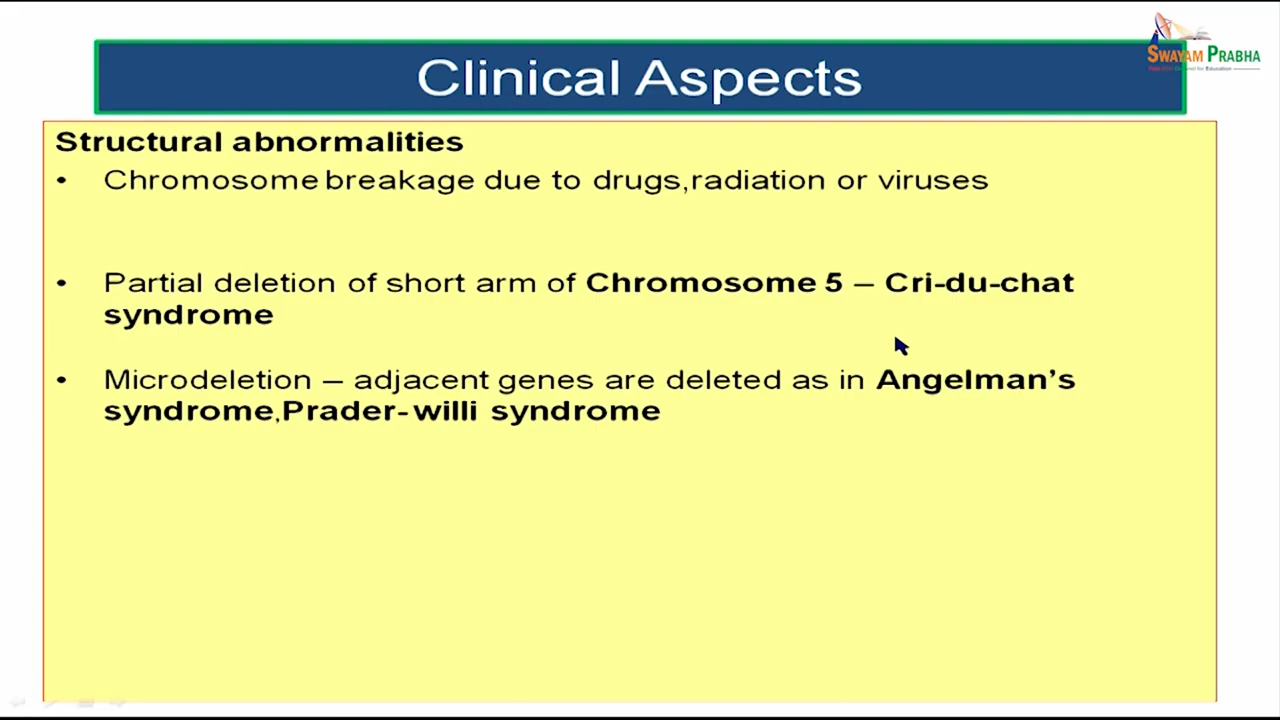 SWAYAM PRABHA
Clinical Aspects
Structural abnormalities
• Chromosome breakage due to drugs,radiation or viruses
• Partial deletion of short arm of Chromosome 5 – Cri-du-chat
syndrome
• Microdeletion – adjacent genes are deleted as in Angelman’s
syndrome,Prader-willi syndrome